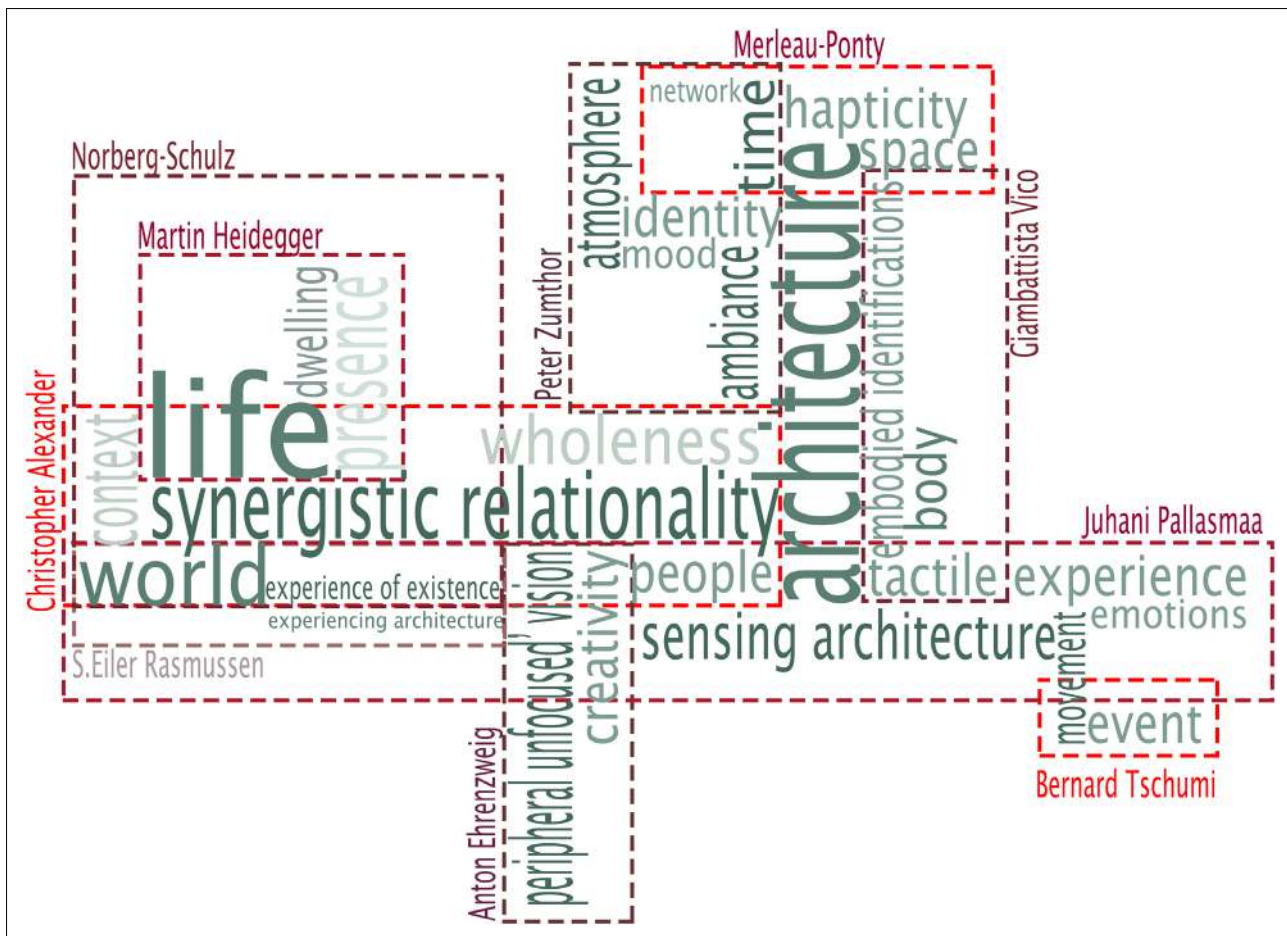 Merleau-Ponty
network
hapticity
time
space
atmosphere
Norberg-Schulz
identity
mood
Martin Heidegger
Peter Zumthor
ambiance
architecture
embodied identifications
Giambattista Vico
dwelling
presence
life
context
wholeness
body
Christopher Alexander
synergistic relationality
Juhani Pallasmaa
world
experience of existence
people
tactile experience
experiencing architecture
emotions
sensing architecture
S.Eiler Rasmussen
peripheral unfocused' vision
creativity
movement
event
Bernard Tschumi
Anton Ehrenzweig